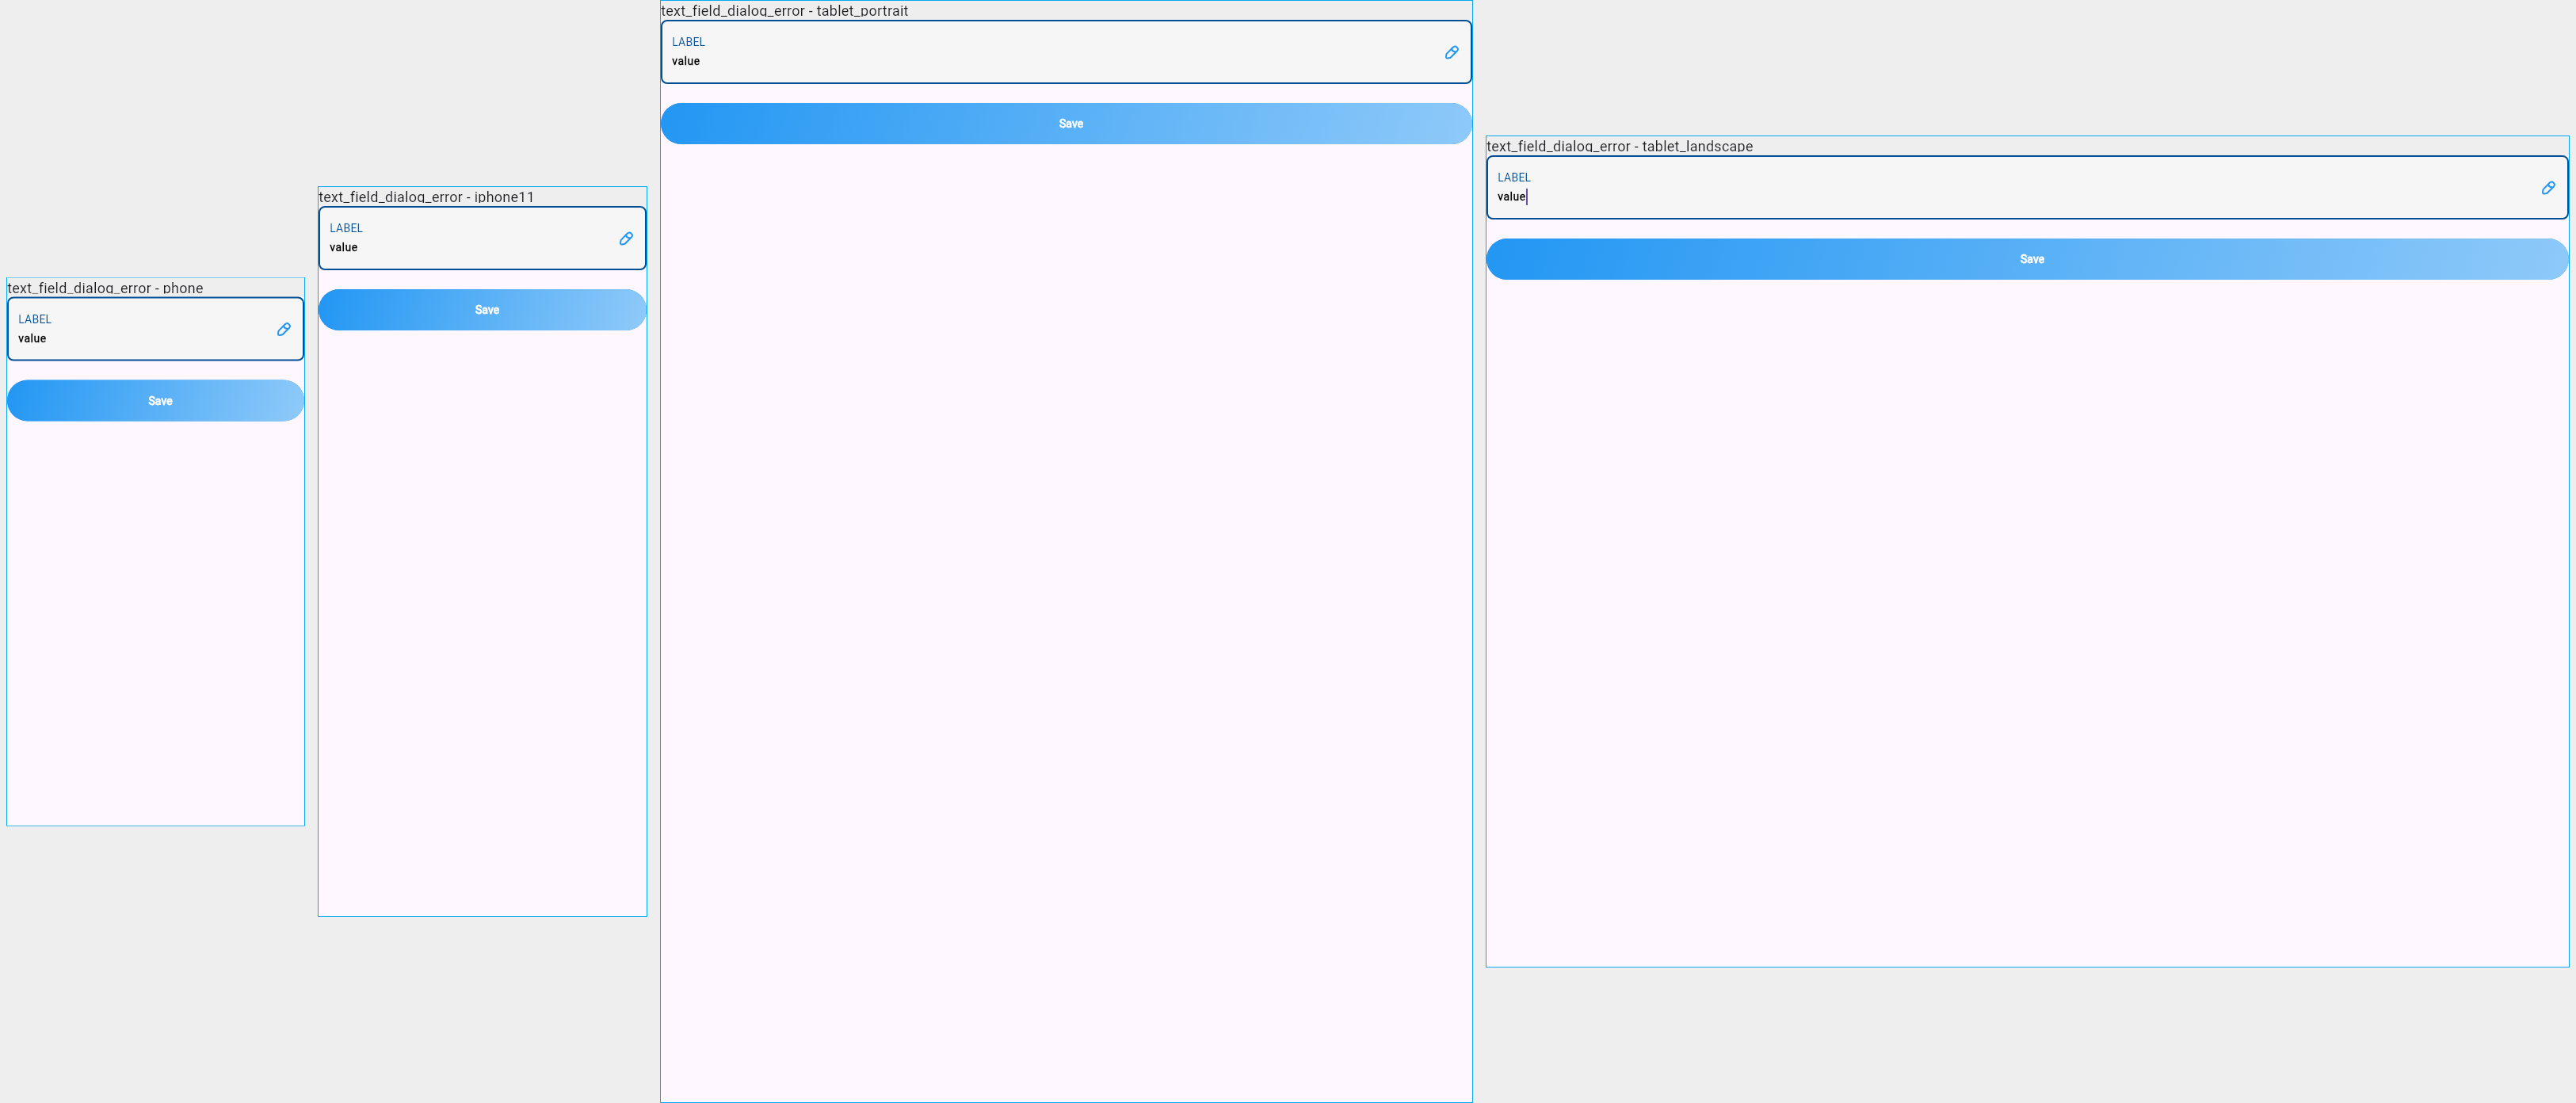 text_field_dialog_error - phone
LABEL
value
Save
text_field_dialog_error - iphone11
LABEL
value
Save
text_field_dialog_error - tablet_portrait
LABEL
value
Save
text_field_dialog_error - tablet_landscape
LABEL
value
Save